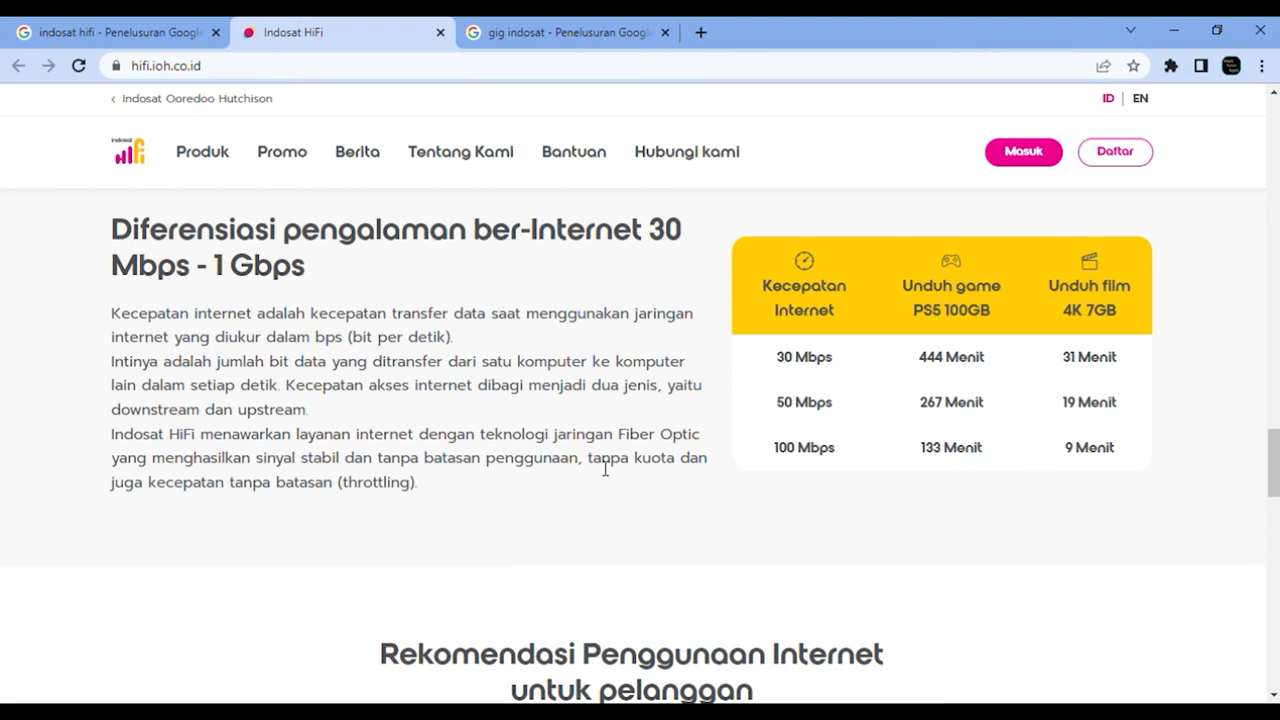 indosat hifi - Penelusuran Google
Indosat HiFi
gig indosat - Penelusuran Google
hifi.ioh.co.id
Indosat Ooredoo Hutchison
ID | EN
indosat
HiFi
Produk
Promo
Berita
Tentang Kami
Bantuan
Hubungi kami
Masuk
Daftar
Diferensiasi pengalaman ber-Internet 30
Mbps - 1 Gbps
Kecepatan internet adalah kecepatan transfer data saat menggunakan jaringan
internet yang diukur dalam bps (bit per detik).
Intinya adalah jumlah bit data yang ditransfer dari satu komputer ke komputer
lain dalam setiap detik. Kecepatan akses internet dibagi menjadi dua jenis, yaitu
downstream dan upstream.
Indosat HiFi menawarkan layanan internet dengan teknologi jaringan Fiber Optic
yang menghasilkan sinyal stabil dan tanpa batasan penggunaan, tanpa kuota dan
juga kecepatan tanpa batasan (throttling).
Kecepatan Internet
Unduh game PS5 100GB
Unduh film 4K 7GB
30 Mbps 444 Menit 31 Menit
50 Mbps 267 Menit 19 Menit
100 Mbps 133 Menit 9 Menit
Rekomendasi Penggunaan Internet
untuk pelanggan